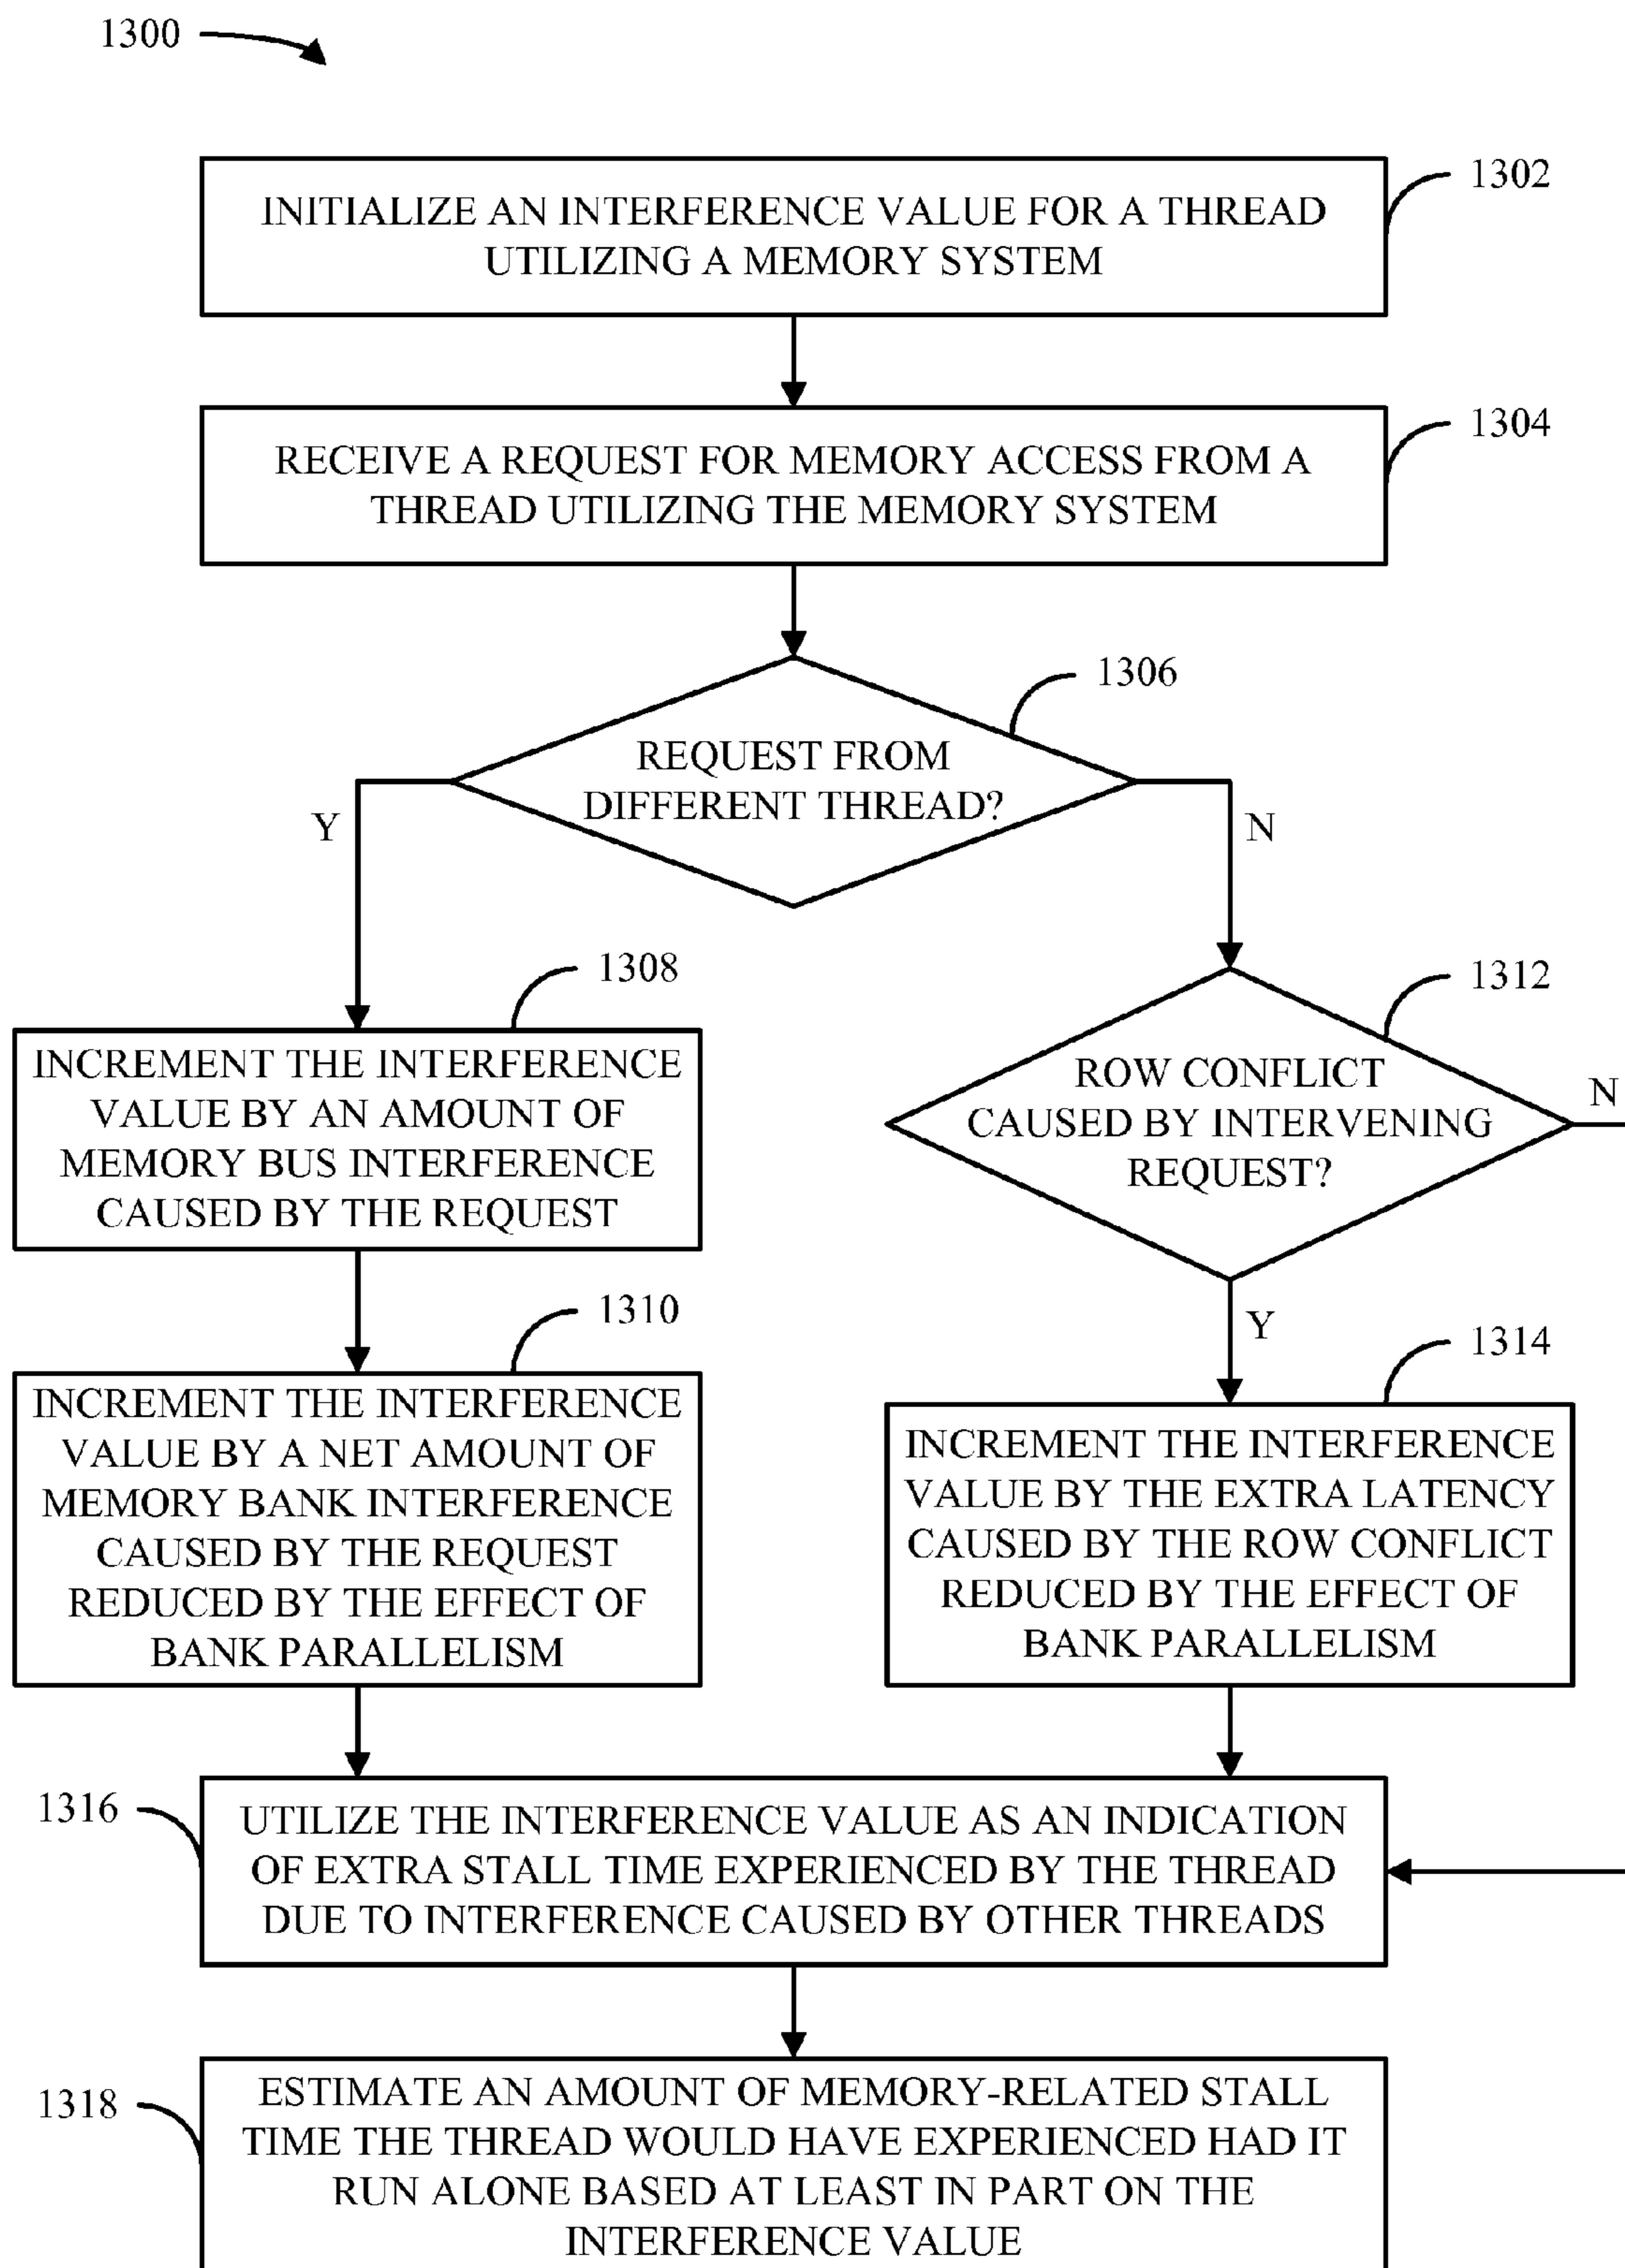 1300
1302
INITIALIZE AN INTERFERENCE VALUE FOR A THREAD
UTILIZING A MEMORY SYSTEM
1304
RECEIVE A REQUEST FOR MEMORY ACCESS FROM A
THREAD UTILIZING THE MEMORY SYSTEM
1306
REQUEST FROM
DIFFERENT THREAD?
Y
N
1308
INCREMENT THE INTERFERENCE
VALUE BY AN AMOUNT OF
MEMORY BUS INTERFERENCE
CAUSED BY THE REQUEST
1312
ROW CONFLICT
CAUSED BY INTERVENING
REQUEST?
N
Y
1310
INCREMENT THE INTERFERENCE
VALUE BY A NET AMOUNT OF
MEMORY BANK INTERFERENCE
CAUSED BY THE REQUEST
REDUCED BY THE EFFECT OF
BANK PARALLELISM
1314
INCREMENT THE INTERFERENCE
VALUE BY THE EXTRA LATENCY
CAUSED BY THE ROW CONFLICT
REDUCED BY THE EFFECT OF
BANK PARALLELISM
1316
UTILIZE THE INTERFERENCE VALUE AS AN INDICATION
OF EXTRA STALL TIME EXPERIENCED BY THE THREAD
DUE TO INTERFERENCE CAUSED BY OTHER THREADS
1318
ESTIMATE AN AMOUNT OF MEMORY-RELATED STALL
TIME THE THREAD WOULD HAVE EXPERIENCED HAD IT
RUN ALONE BASED AT LEAST IN PART ON THE
INTERFERENCE VALUE